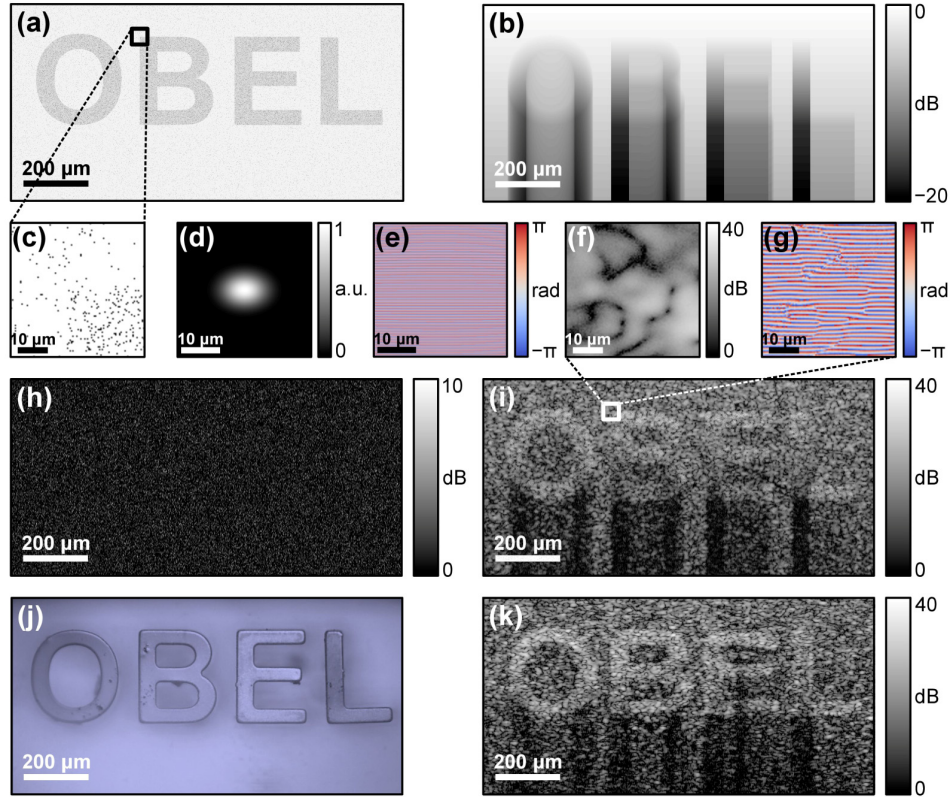 (a)
OBEL
200 µm
(b)
200 µm
0
dB
−20
(c)
10 µm
(d)
10 µm
1
a.u.
0
(e)
10 µm
π
rad
−π
(f)
10 µm
40
dB
0
(g)
10 µm
π
rad
−π
(h)
200 µm
10
dB
0
(i)
200 µm
40
dB
0
(j)
OBEL
200 µm
(k)
OBEL
200 µm
40
dB
0